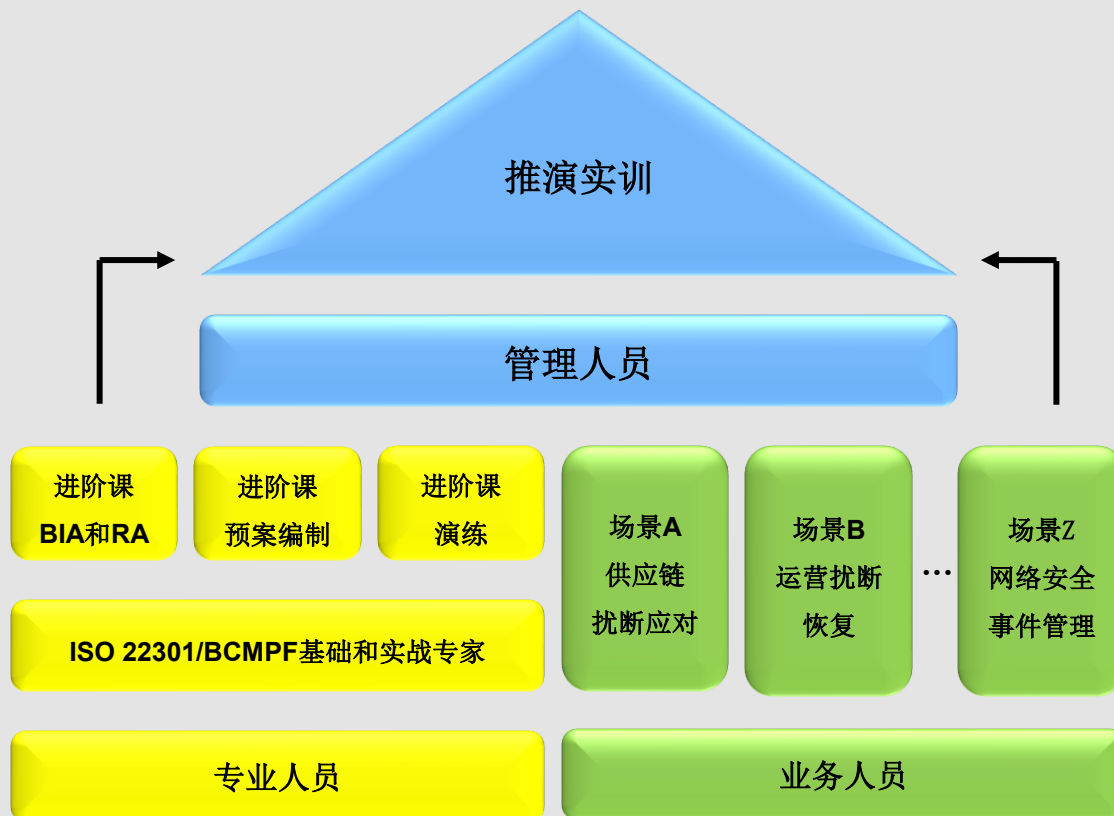 推演实训
管理人员
进阶课
BIA和RA
进阶课
预案编制
进阶课
演练
场景A
供应链
扰断应对
场景B
运营扰断
恢复
...
场景Z
网络安全
事件管理
ISO 22301/BCMPF基础和实战专家
专业人员
业务人员